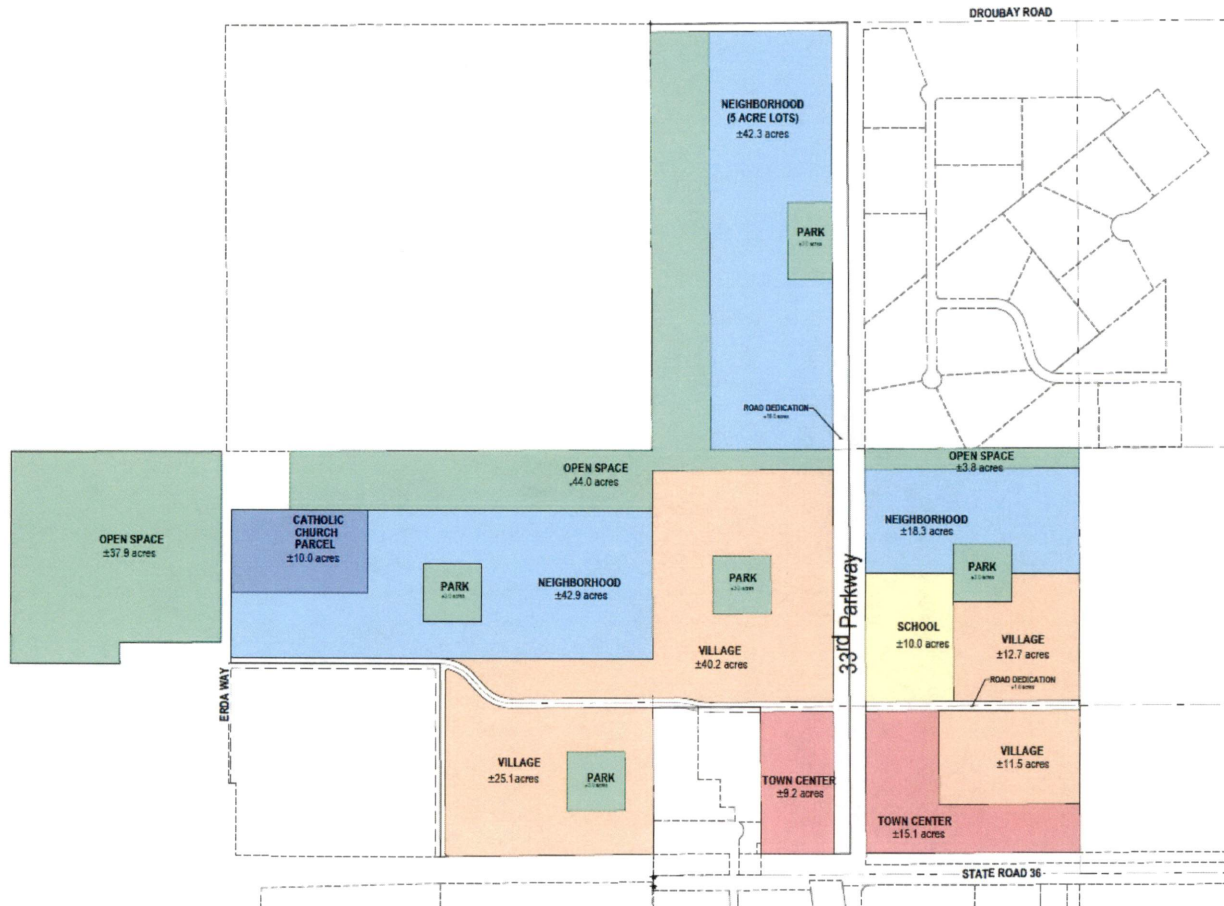 DROUBAY ROAD
NEIGHBORHOOD
(5 ACRE LOTS)
±42.3 acres
PARK
ROAD DEDICATION
OPEN SPACE
44.0 acres
OPEN SPACE
±3.8 acres
OPEN SPACE
±37.9 acres
CATHOLIC
CHURCH
PARCEL
±10.0 acres
PARK
NEIGHBORHOOD
±42.9 acres
PARK
VILLAGE
±40.2 acres
33rd Parkway
NEIGHBORHOOD
±18.3 acres
PARK
SCHOOL
±10.0 acres
VILLAGE
±12.7 acres
ROAD DEDICATION
ERDA WAY
VILLAGE
±25.1 acres
PARK
TOWN CENTER
±9.2 acres
VILLAGE
±11.5 acres
TOWN CENTER
±15.1 acres
STATE ROAD 36